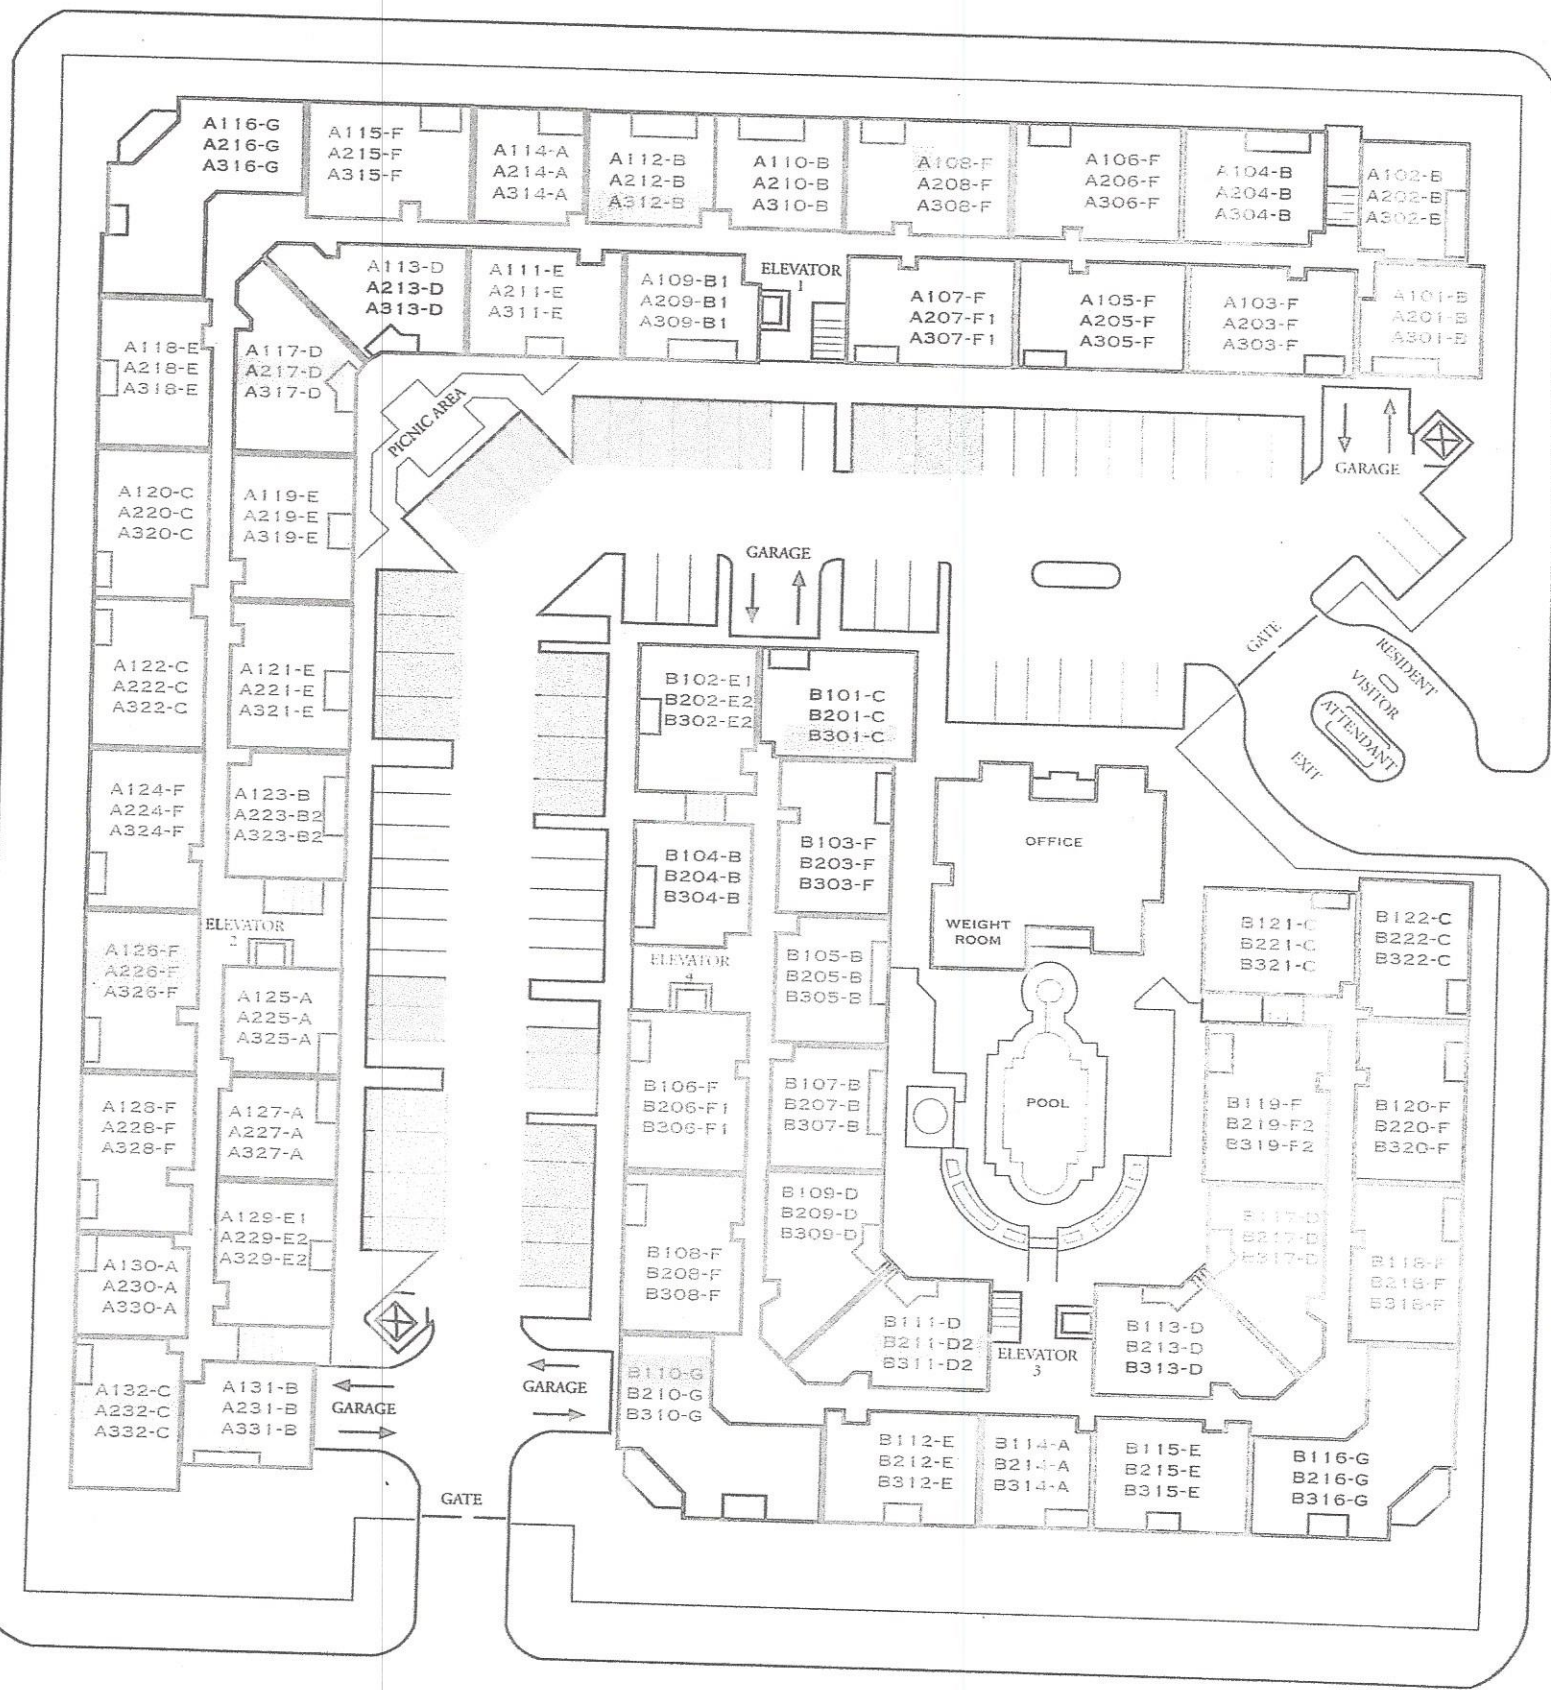 A116-G
A216-G
A316-G
A115-F
A215-F
A315-F
A114-A
A214-A
A314-A
A112-B
A212-B
A312-B
A110-B
A210-B
A310-B
A108-F
A208-F
A308-F
A106-F
A206-F
A306-F
A104-B
A204-B
A304-B
A102-B
A202-B
A302-B
A113-D
A213-D
A313-D
A111-E
A211-E
A311-E
A109-B1
A209-B1
A309-B1
ELEVATOR
1
A107-F
A207-F1
A307-F1
A105-F
A205-F
A305-F
A103-F
A203-F
A303-F
A101-B
A201-B
A301-B
A118-E
A218-E
A318-E
A117-D
A217-D
A317-D
PICNIC AREA
GARAGE
A120-C
A220-C
A320-C
A119-E
A219-E
A319-E
GARAGE
GATE
RESIDENT
VISITOR
ATTENDANT
EXIT
A122-C
A222-C
A322-C
A121-E
A221-E
A321-E
B102-E1
B202-E2
B302-E2
B101-C
B201-C
B301-C
A124-F
A224-F
A324-F
A123-B
A223-B2
A323-B2
B104-B
B204-B
B304-B
B103-F
B203-F
B303-F
OFFICE
WEIGHT
ROOM
ELEVATOR
2
A126-F
A226-F
A326-F
A125-A
A225-A
A325-A
ELEVATOR
4
B105-B
B205-B
B305-B
B121-C
B221-C
B321-C
B122-C
B222-C
B322-C
A128-F
A228-F
A328-F
A127-A
A227-A
A327-A
B106-F
B206-F1
B306-F1
B107-B
B207-B
B307-B
POOL
B119-F
B219-F2
B319-F2
B120-F
B220-F
B320-F
A130-A
A230-A
A330-A
A129-E1
A229-E2
A329-E2
B108-F
B208-F
B308-F
B109-D
B209-D
B309-D
B117-D
B217-D
B317-D
B118-F
B218-F
B318-F
B111-D
B211-D2
B311-D2
ELEVATOR
3
B113-D
B213-D
B313-D
A132-C
A232-C
A332-C
A131-B
A231-B
A331-B
GARAGE
GARAGE
B110-G
B210-G
B310-G
B112-E
B212-E
B312-E
B114-A
B214-A
B314-A
B115-E
B215-E
B315-E
B116-G
B216-G
B316-G
GATE